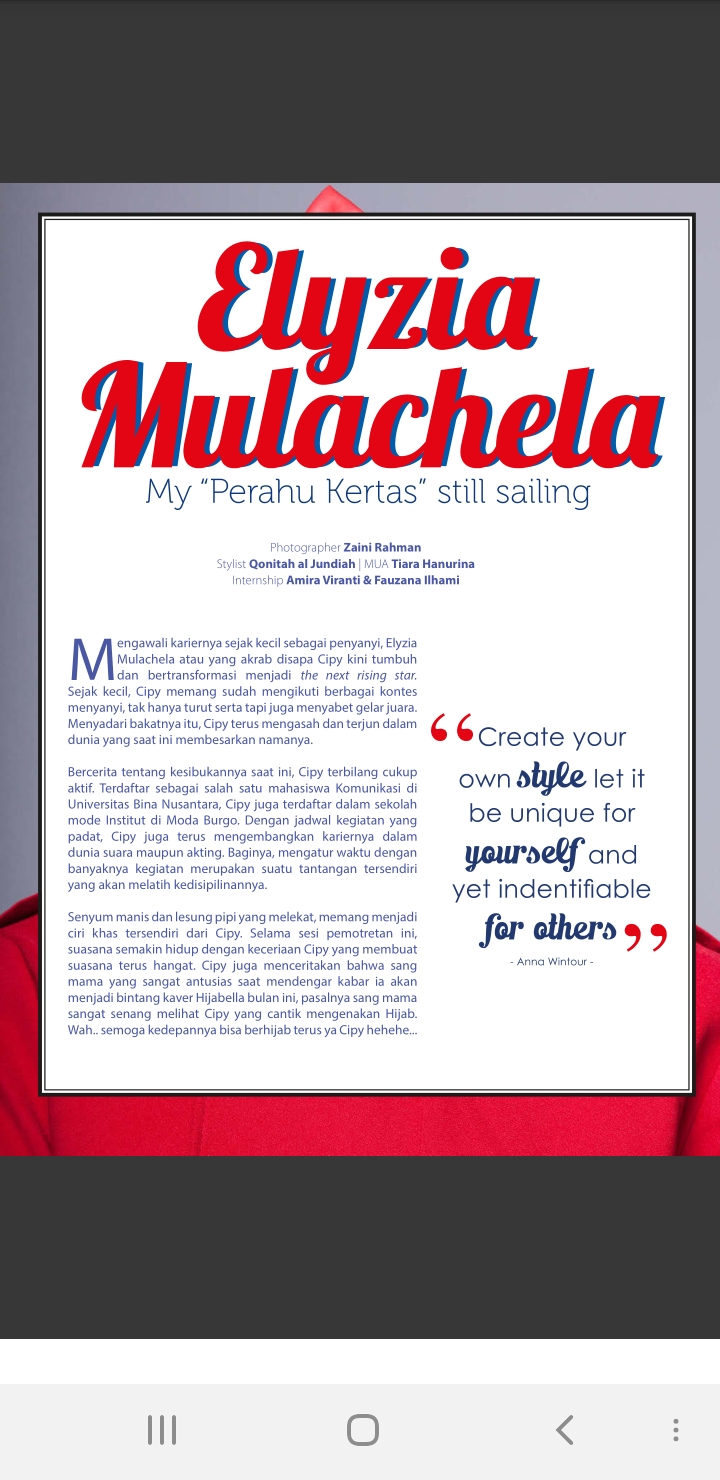 Elyzia
Mulachela
My “Perahu Kertas” still sailing
Photographer Zaini Rahman
Stylist Qonitah al Jundiah | MUA Tiara Hanurina
Internship Amira Viranti & Fauzana Ilhami
Mengawali kariernya sejak kecil sebagai penyanyi, Elyzia
Mulachela atau yang akrab disapa Cipy kini tumbuh
dan bertransformasi menjadi the next rising star.
Sejak kecil, Cipy memang sudah mengikuti berbagai kontes
menyanyi, tak hanya turut serta tapi juga menyabet gelar juara.
Menyadari bakatnya itu, Cipy terus mengasah dan terjun dalam
dunia yang saat ini membesarkan namanya.
Bercerita tentang kesibukannya saat ini, Cipy terbilang cukup
aktif. Terdaftar sebagai salah satu mahasiswa Komunikasi di
Universitas Bina Nusantara, Cipy juga terdaftar dalam sekolah
mode Institut di Moda Burgo. Dengan jadwal kegiatan yang
padat, Cipy juga terus mengembangkan kariernya dalam
dunia suara maupun akting. Baginya, mengatur waktu dengan
banyaknya kegiatan merupakan suatu tantangan tersendiri
yang akan melatih kedisipilinannya.
Senyum manis dan lesung pipi yang melekat, memang menjadi
ciri khas tersendiri dari Cipy. Selama sesi pemotretan ini,
suasana semakin hidup dengan keceriaan Cipy yang membuat
suasana terus hangat. Cipy juga menceritakan bahwa sang
mama yang sangat antusias saat mendengar kabar ia akan
menjadi bintang kaver Hijabella bulan ini, pasalnya sang mama
sangat senang melihat Cipy yang cantik mengenakan Hijab.
Wah.. semoga kedepannya bisa berhijab terus ya Cipy hehehe...
“Create your
own style let it
be unique for
yourself and
yet indentifiable
for others”
- Anna Wintour -